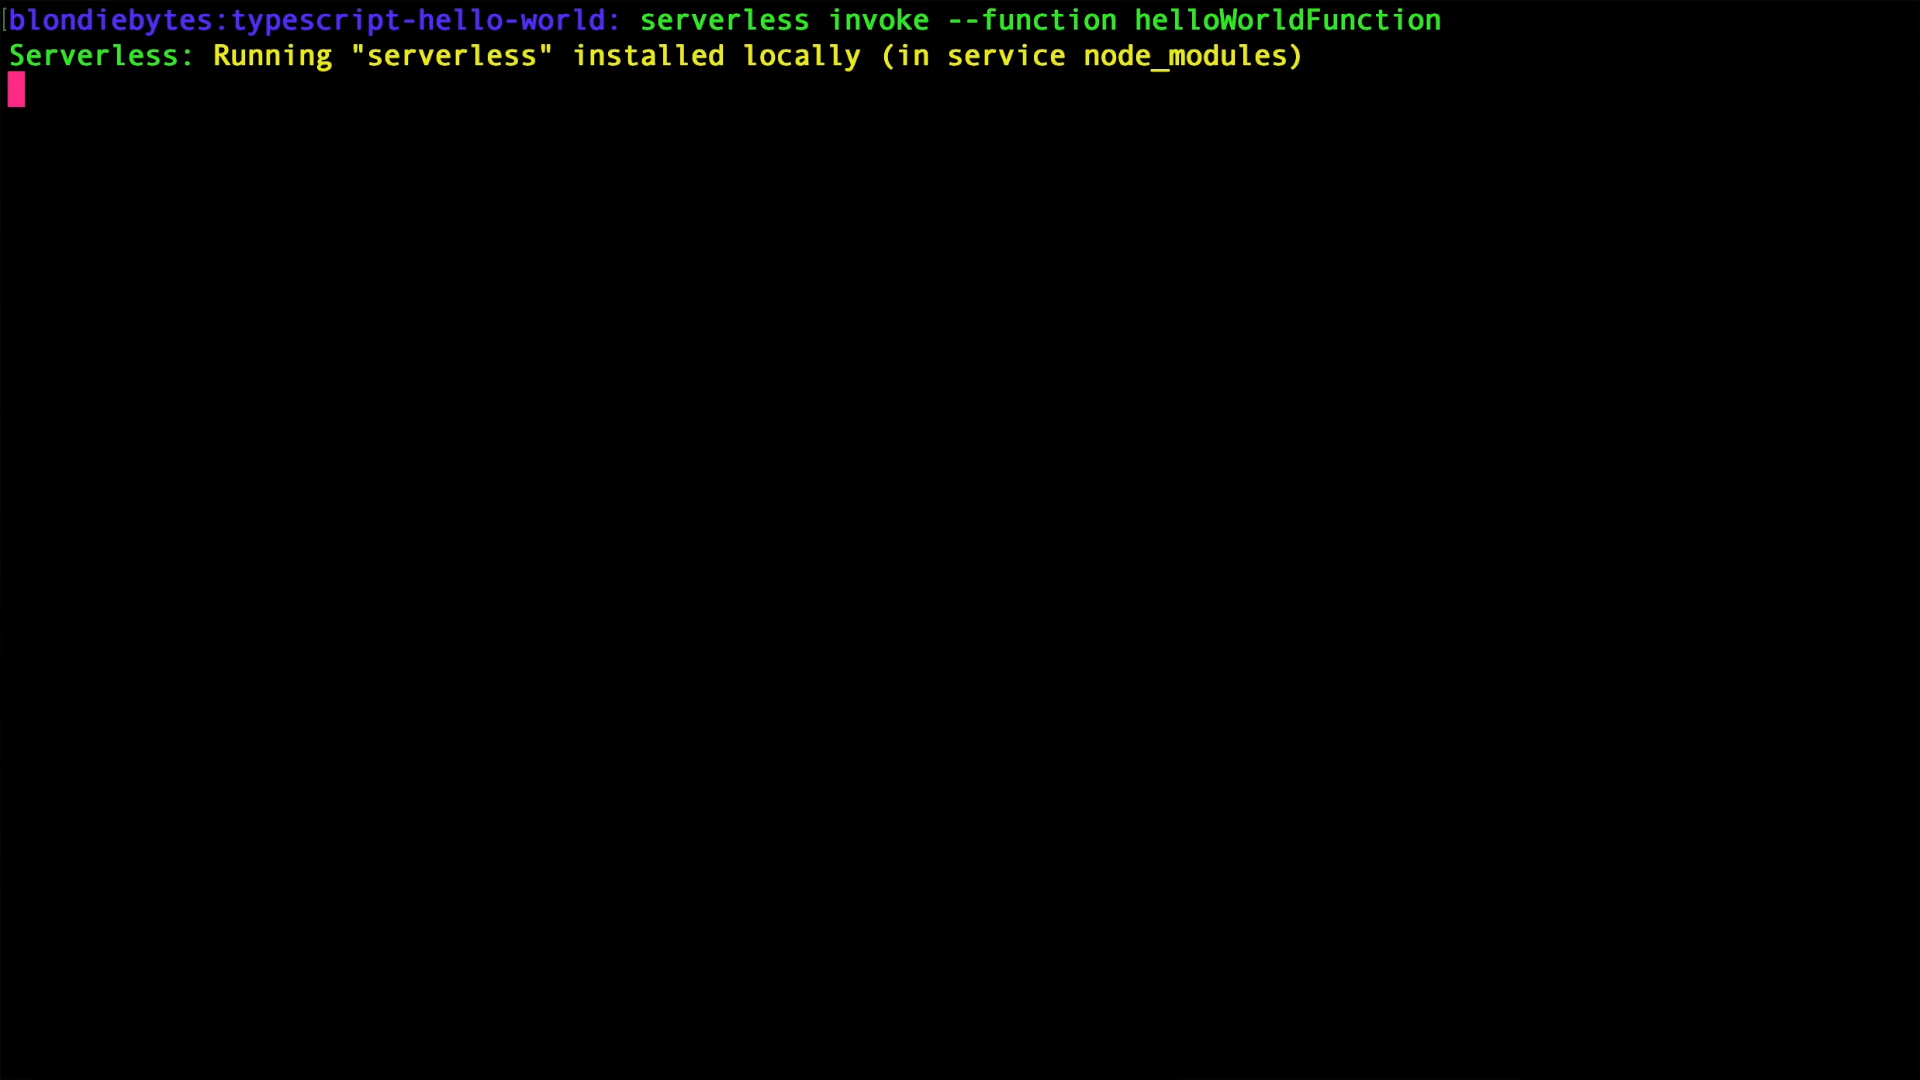 [blondiebytes:typescript-hello-world: serverless invoke --function helloWorldFunction
Serverless: Running "serverless" installed locally (in service node_modules)